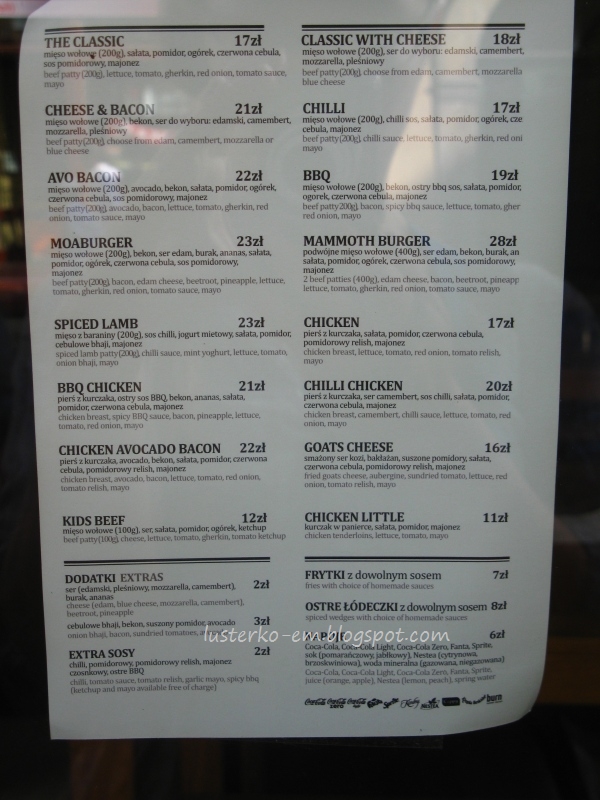 THE CLASSIC 17zł
mięso wołowe (200g), sałata, pomidor, ogórek, czerwona cebula,
sos pomidorowy, majonez
beef patty (200g), lettuce, tomato, gherkin, red onion, tomato sauce,
mayo
CHEESE & BACON 21zł
mięso wołowe (200g), bekon, ser do wyboru: edamski, camembert,
mozzarella, pleśniowy
beef patty(200g), choose from edam, camembert, mozzarella or
blue cheese
AVO BACON 22zł
mięso wołowe (200g), avocado, bekon, sałata, pomidor, ogórek,
czerwona cebula, sos pomidorowy, majonez
beef patty(200g), avocado, bacon, lettuce, tomato, gherkin, red
onion, tomato sauce, mayo
MOABURGER 23zł
mięso wołowe (200g), bekon, ser edam, burak, ananas, sałata,
pomidor, ogórek, czerwona cebula, sos pomidorowy,
majonez
beef patty(200g), bacon, edam cheese, beetroot, pineapple, lettuce,
tomato, gherkin, red onion, tomato sauce, mayo
SPICED LAMB 23zł
mięso z baraniny (200g), sos chilli, jogurt mietowy, sałata, pomidor,
cebulowe bhaji, majonez
spiced lamb patty(200g), chilli sauce, mint yoghurt, lettuce, tomato,
onion bhaji, mayo
BBQ CHICKEN 21zł
pierś z kurczaka, ostry sos BBQ, bekon, ananas, sałata,
pomidor, czerwona cebula, majonez
chicken breast, spicy BBQ sauce, bacon, pineapple, lettuce,
tomato, red onion, mayo
CHICKEN AVOCADO BACON 22zł
pierś z kurczaka, avocado, bekon, sałata, pomidor, czerwona
cebula, pomidorowy relish, majonez
chicken breast, avocado, bacon, lettuce, tomato, red onion,
tomato relish, mayo
KIDS BEEF 12zł
mięso wołowe (100g), ser, sałata, pomidor, ogórek, ketchup
beef patty(100g), cheese, lettuce, tomato, gherkin, tomato ketchup
DODATKI EXTRAS
ser (edamski, pleśniowy, mozzarella, camembert), 2zł
burak, ananas
cheese (edam, blue cheese, mozzarella, camembert),
beetroot, pineapple
cebulowe bhaji, bekon, suszony pomidor, avocado 3zł
onion bhaji, bacon, sundried tomatoes,
EXTRA SOSY 2zł
chilli, pomidorowy, pomidorowy relish, majonez
czosnkowy, ostre BBQ
chilli, tomato sauce, tomato relish, garlic mayo, spicy bbq
(ketchup and mayo available free of charge)
CLASSIC WITH CHEESE 18zł
mięso wołowe (200g), ser do wyboru: edamski, camembert,
mozzarella, pleśniowy
beef patty(200g), choose from edam, camembert, mozzarella
blue cheese
CHILLI 17zł
mięso wołowe (200g), chilli sos, sałata, pomidor, ogórek, cze
cebula, majonez
beef patty(200g), chilli sauce, lettuce, tomato, gherkin, red oni
mayo
BBQ 19zł
mięso wołowe (200g), bekon, ostry bbq sos, sałata, pomidor,
ogorek, czerwona cebula, majonez
beef patty(200g), bacon, spicy bbq sauce, lettuce, tomato, gher
red onion, mayo
MAMMOTH BURGER 28zł
podwójne mięso wołowe (400g), ser edam, bekon, burak, an
sałata, pomidor, ogórek, czerwona cebula, sos pomidorowy,
majonez
2 beef patties (400g), edam cheese, bacon, beetroot, pineapp
lettuce, tomato, gherkin, red onion, tomato sauce, mayo
CHICKEN 17zł
pierś z kurczaka, sałata, pomidor, czerwona cebula,
pomidorowy relish, majonez
chicken breast, lettuce, tomato, red onion, tomato relish,
mayo
CHILLI CHICKEN 20zł
pierś z kurczaka, ser camembert, sos chilli, sałata, pomidor,
czerwona cebula, majonez
chicken breast, camembert, chilli sauce, lettuce, tomato, red
onion, mayo
GOATS CHEESE 16zł
smażony ser kozi, bakłażan, suszone pomidory, sałata,
czerwona cebula, pomidorowy relish, majonez
fried goats cheese, aubergine, sundried tomato, lettuce, red
onion, tomato relish, mayo
CHICKEN LITTLE 11zł
kurczak w panierce, sałata, pomidor, majonez
chicken tenderloins, lettuce, tomato, mayo
FRYTKI z dowolnym sosem 7zł
fries with choice of homemade sauces
OSTRE ŁÓDECZKI z dowolnym sosem 8zł
spiced wedges with choice of homemade sauces
6zł
Coca-Cola, Coca-Cola Light, Coca-Cola Zero, Fanta, Sprite,
sok (pomarańczowy, jabłkowy), Nestea (cytrynowa,
brzoskwiniowa), woda mineralna (gazowana, niegazowana)
Coca-Cola, Coca-Cola Light, Coca-Cola Zero, Fanta, Sprite,
juice (orange, apple), Nestea (lemon, peach), spring water
lusterko-em.blogspot.com